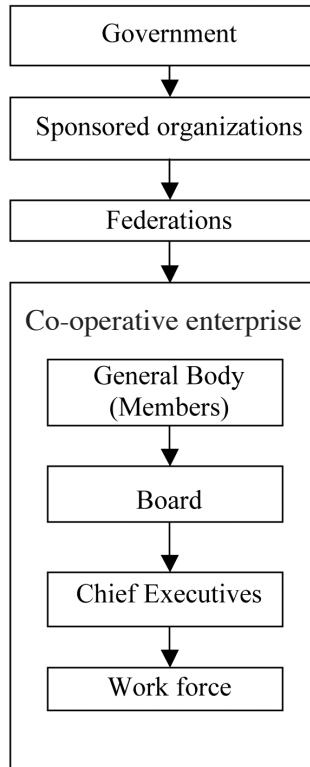 Government
Sponsored organizations
Federations
Co-operative enterprise
General Body
(Members)
Board
Chief Executives
Work force